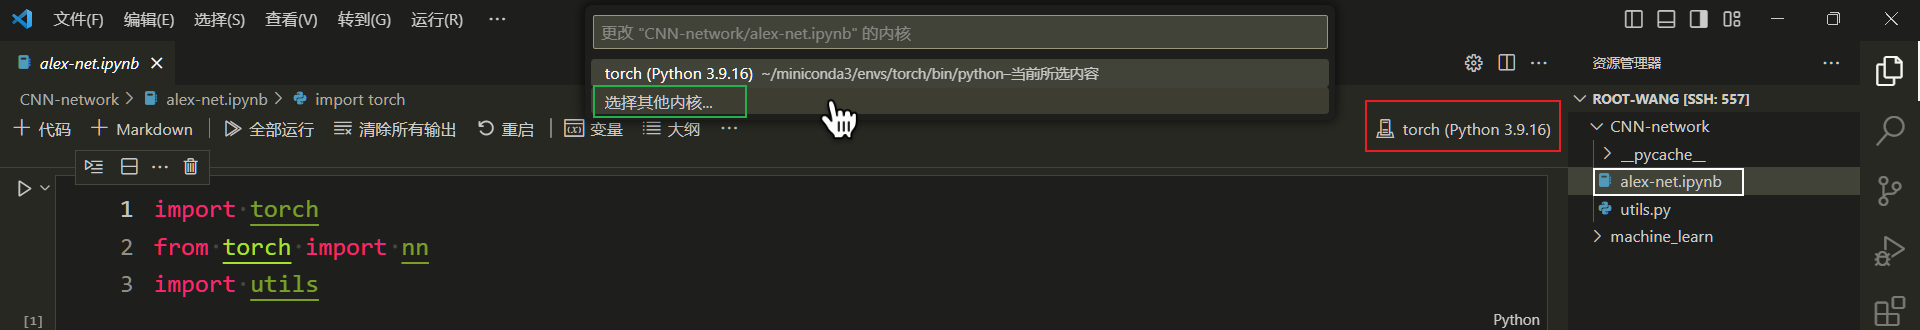 文件(F) 编辑(E) 选择(S) 查看(V) 转到(G) 运行(R) ···
更改 "CNN-network/alex-net.ipynb" 的内核
torch (Python 3.9.16) ~/miniconda3/envs/torch/bin/python-当前所选内容
选择其他内核...
alex-net.ipynb
CNN-network > alex-net.ipynb > import torch
代码 Markdown 全部运行 清除所有输出 重启 变量 大纲 ···
torch (Python 3.9.16)
1 import torch
2 from torch import nn
3 import utils
[1]
Python
资源管理器
ROOT-WANG [SSH: 557]
CNN-network
__pycache__
alex-net.ipynb
utils.py
machine_learn